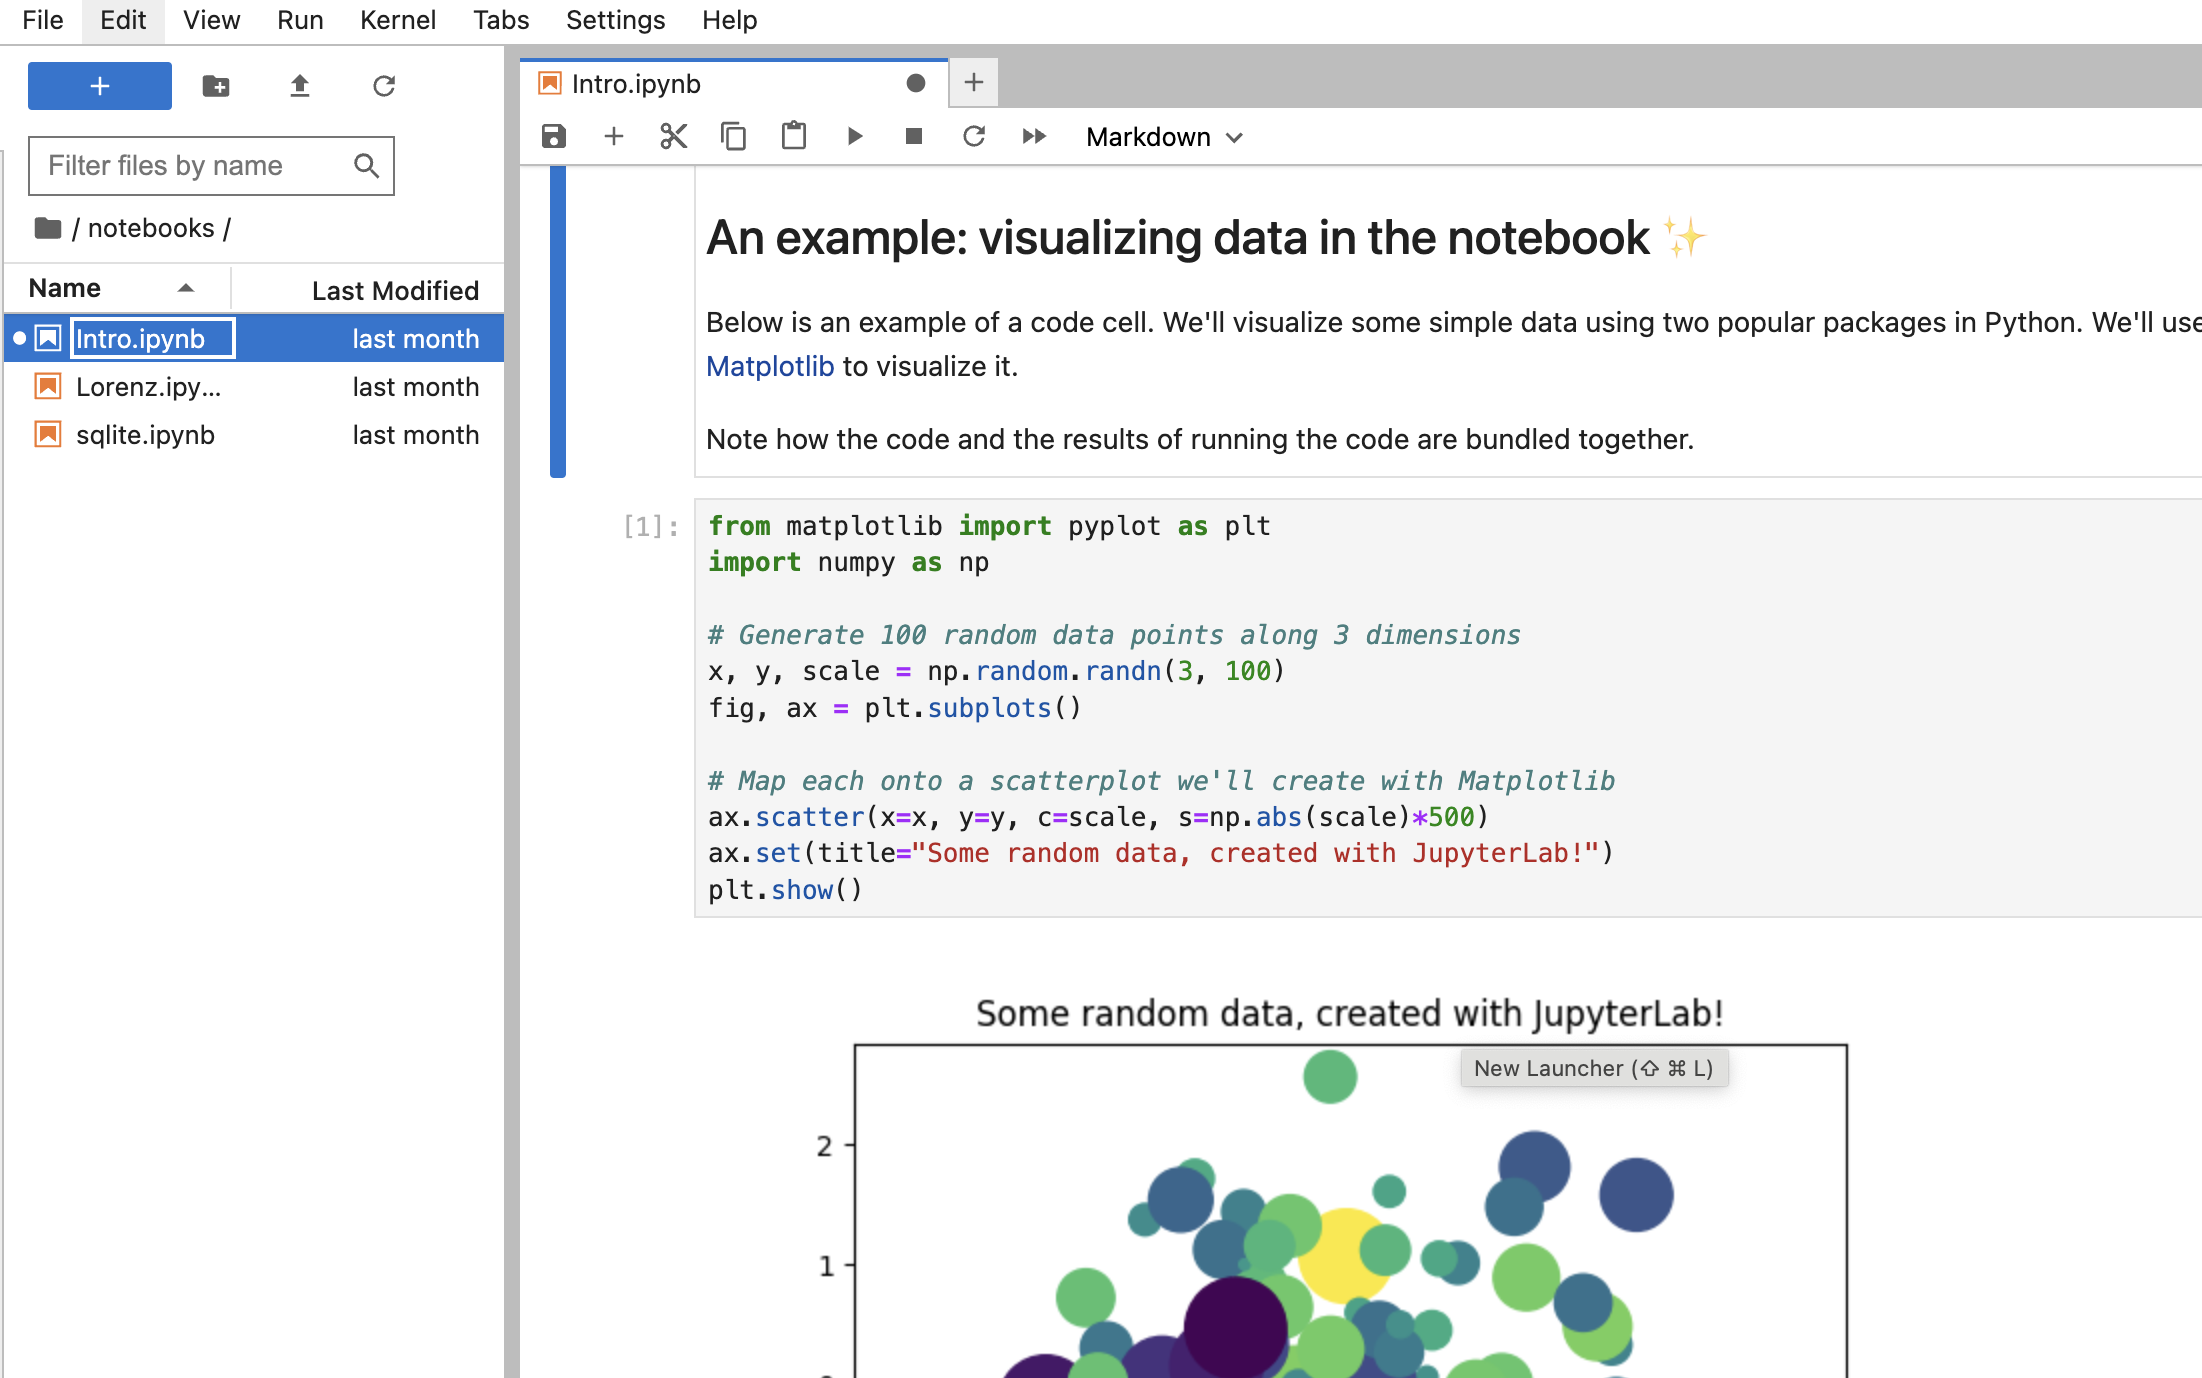 File Edit View Run Kernel Tabs Settings Help
+
Filter files by name
/ notebooks /
Name Last Modified
Intro.ipynb last month
Lorenz.ipy... last month
sqlite.ipynb last month
Intro.ipynb
Markdown
An example: visualizing data in the notebook ✨
Below is an example of a code cell. We'll visualize some simple data using two popular packages in Python. We'll use
Matplotlib to visualize it.
Note how the code and the results of running the code are bundled together.
[1]:
from matplotlib import pyplot as plt
import numpy as np
# Generate 100 random data points along 3 dimensions
x, y, scale = np.random.randn(3, 100)
fig, ax = plt.subplots()
# Map each onto a scatterplot we'll create with Matplotlib
ax.scatter(x=x, y=y, c=scale, s=np.abs(scale)*500)
ax.set(title="Some random data, created with JupyterLab!")
plt.show()
Some random data, created with JupyterLab!
New Launcher (⇧ ⌘ L)
2
1